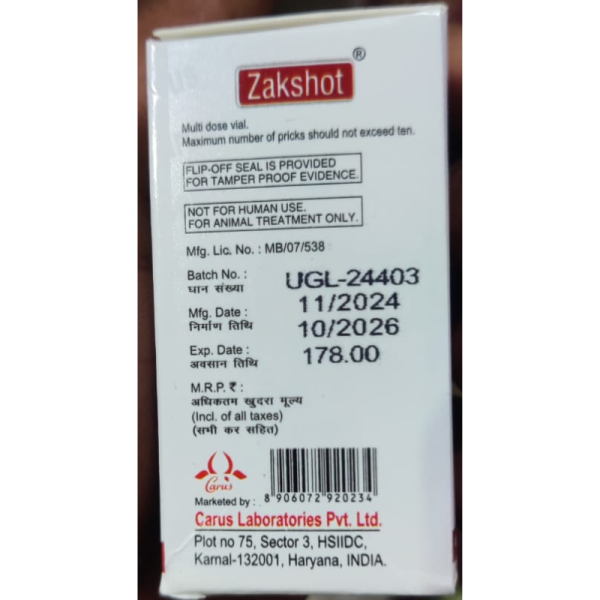 Zakshot®
Multi dose vial.
Maximum number of pricks should not exceed ten.
FLIP-OFF SEAL IS PROVIDED
FOR TAMPER PROOF EVIDENCE.
NOT FOR HUMAN USE.
FOR ANIMAL TREATMENT ONLY.
Mfg. Lic. No. : MB/07/538
Batch No. : UGL-24403
घान संख्या
Mfg. Date : 11/2024
निर्माण तिथि
10/2026
Exp. Date : 178.00
अवसान तिथि
M.R.P. ₹ :
अधिकतम खुदरा मूल्य
(Incl. of all taxes)
(सभी कर सहित)
Carus
8 906072 920234
Marketed by :
Carus Laboratories Pvt. Ltd.
Plot no 75, Sector 3, HSIIDC,
Karnal-132001, Haryana, INDIA.